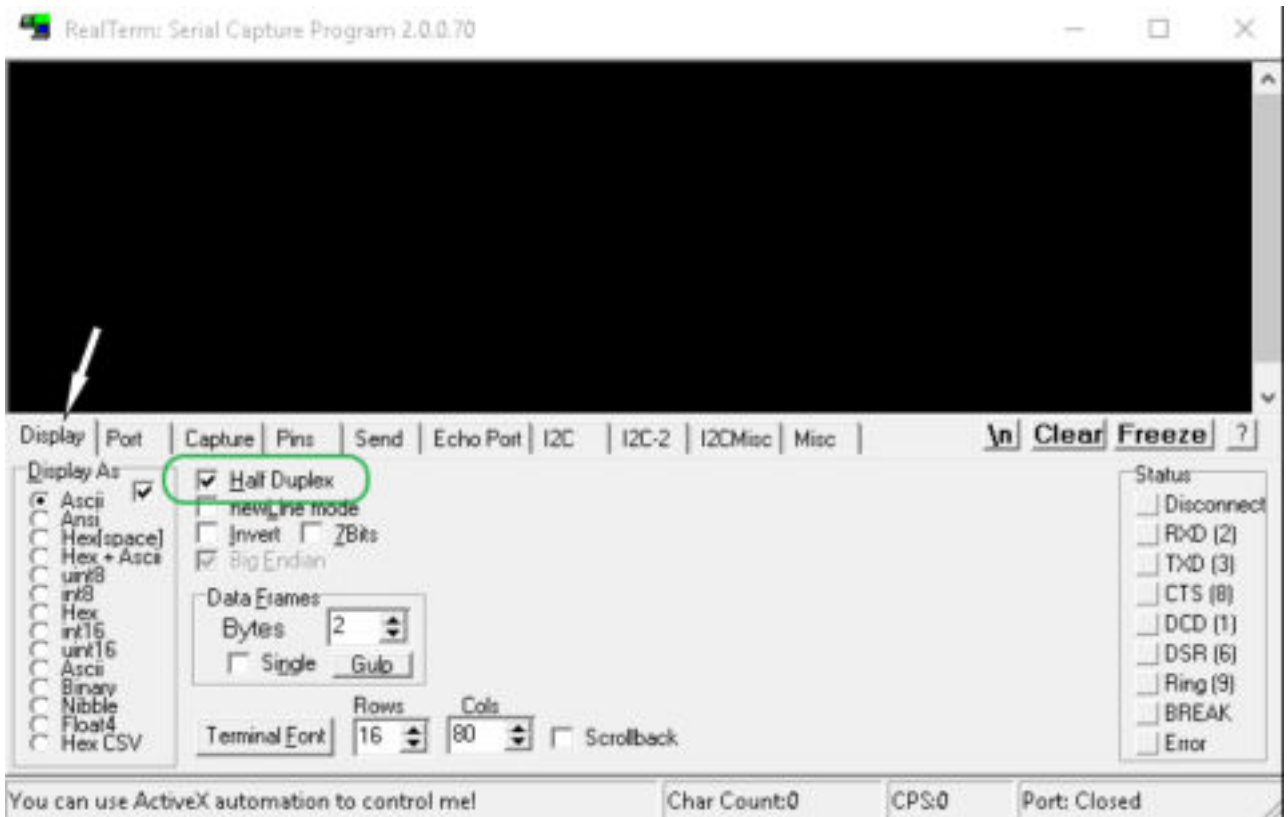 RealTerm: Serial Capture Program 2.0.0.70
Display Port Capture Pins Send Echo Port I2C I2C-2 I2CMisc Misc \n Clear Freeze ?
Display As
Ascii
Ansi
Hex[space]
Hex + Ascii
uint8
int8
Hex
int16
uint16
Ascii
Binary
Nibble
Float4
Hex CSV
Half Duplex
newLine mode
Invert 7Bits
Big Endian
Data Frames
Bytes 2
Single Gulp
Rows Cols
Terminal Font 16 80 Scrollback
Status
Disconnect
RXD (2)
TXD (3)
CTS (8)
DCD (1)
DSR (6)
Ring (9)
BREAK
Error
You can use ActiveX automation to control me! Char Count:0 CPS:0 Port: Closed